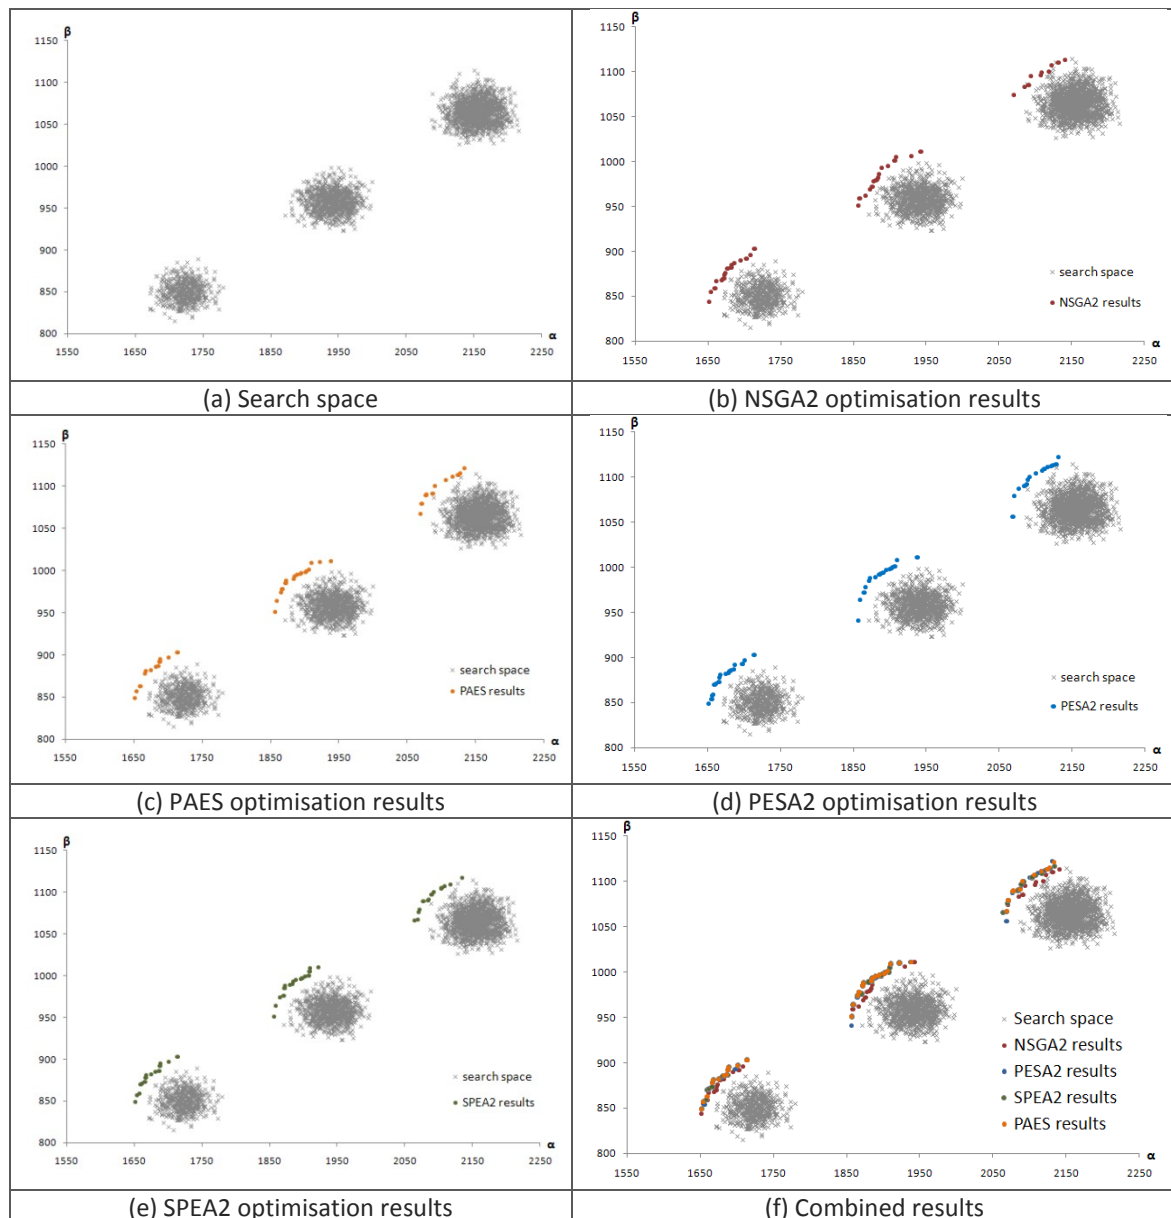 β
1150
1100
1050
1000
950
900
850
800
1550 1650 1750 1850 1950 2050 2150 2250
α
(a) Search space
β
1150
1100
1050
1000
950
900
850
800
1550 1650 1750 1850 1950 2050 2150 2250
α
search space
NSGA2 results
(b) NSGA2 optimisation results
β
1150
1100
1050
1000
950
900
850
800
1550 1650 1750 1850 1950 2050 2150 2250
α
search space
PAES results
(c) PAES optimisation results
β
1150
1100
1050
1000
950
900
850
800
1550 1650 1750 1850 1950 2050 2150 2250
α
search space
PESA2 results
(d) PESA2 optimisation results
β
1150
1100
1050
1000
950
900
850
800
1550 1650 1750 1850 1950 2050 2150 2250
α
search space
SPEA2 results
(e) SPEA2 optimisation results
β
1150
1100
1050
1000
950
900
850
800
1550 1650 1750 1850 1950 2050 2150 2250
α
Search space
NSGA2 results
PESA2 results
SPEA2 results
PAES results
(f) Combined results